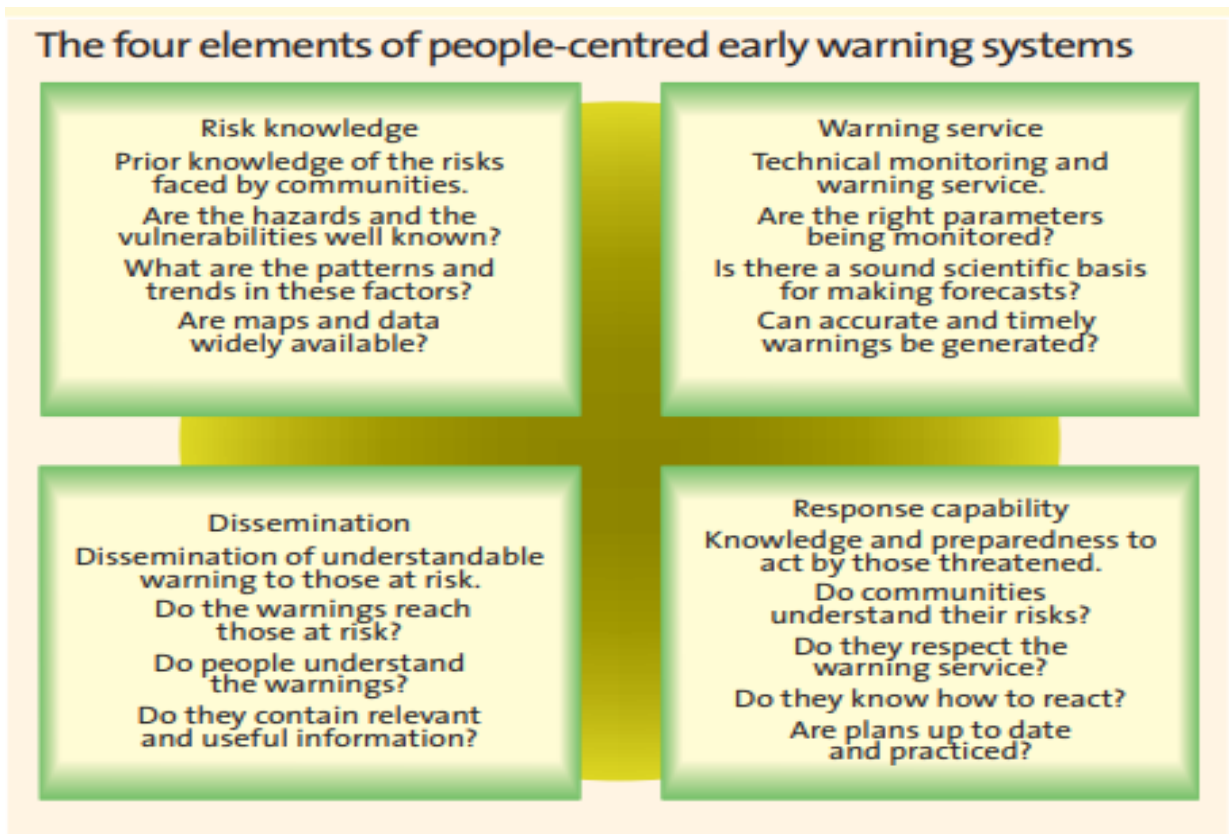 The four elements of people-centred early warning systems
Risk knowledge
Prior knowledge of the risks
faced by communities.
Are the hazards and the
vulnerabilities well known?
What are the patterns and
trends in these factors?
Are maps and data
widely available?
Warning service
Technical monitoring and
warning service.
Are the right parameters
being monitored?
Is there a sound scientific basis
for making forecasts?
Can accurate and timely
warnings be generated?
Dissemination
Dissemination of understandable
warning to those at risk.
Do the warnings reach
those at risk?
Do people understand
the warnings?
Do they contain relevant
and useful information?
Response capability
Knowledge and preparedness to
act by those threatened.
Do communities
understand their risks?
Do they respect the
warning service?
Do they know how to react?
Are plans up to date
and practiced?